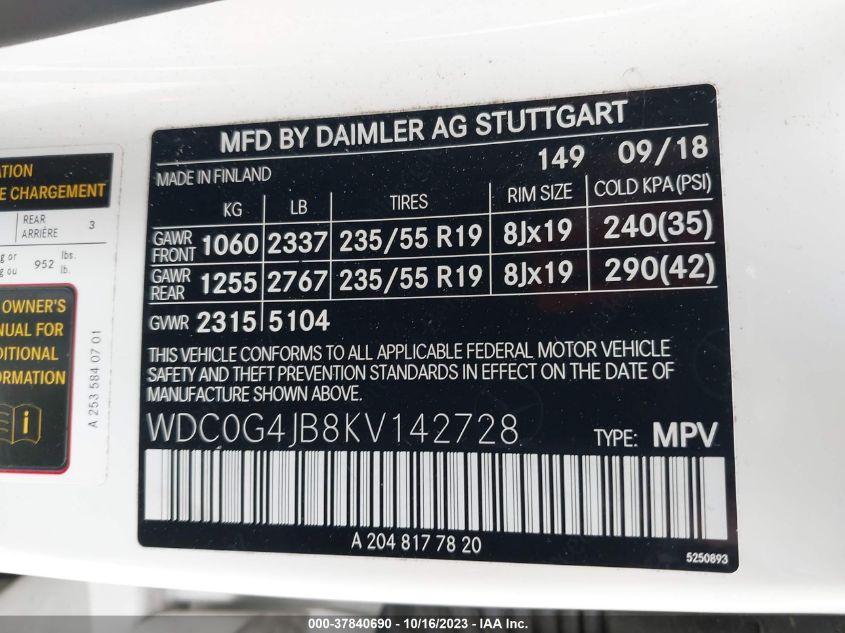 ATION
E CHARGEMENT
REAR
ARRIÈRE 3
g or
g ou 952 lbs.
lb.
OWNER'S
ANUAL FOR
DITIONAL
ORMATION
A 253 584 07 01
MFD BY DAIMLER AG STUTTGART
MADE IN FINLAND 149 09/18
KG LB TIRES RIM SIZE COLD KPA (PSI)
GAWR FRONT 1060 2337 235/55 R19 8Jx19 240(35)
GAWR REAR 1255 2767 235/55 R19 8Jx19 290(42)
GVWR 2315 5104
THIS VEHICLE CONFORMS TO ALL APPLICABLE FEDERAL MOTOR VEHICLE
SAFETY AND THEFT PREVENTION STANDARDS IN EFFECT ON THE DATE OF
MANUFACTURE SHOWN ABOVE.
WDC0G4JB8KV142728 TYPE: MPV
A 204 817 78 20
5250893
000-37840690 - 10/16/2023 - IAA Inc.